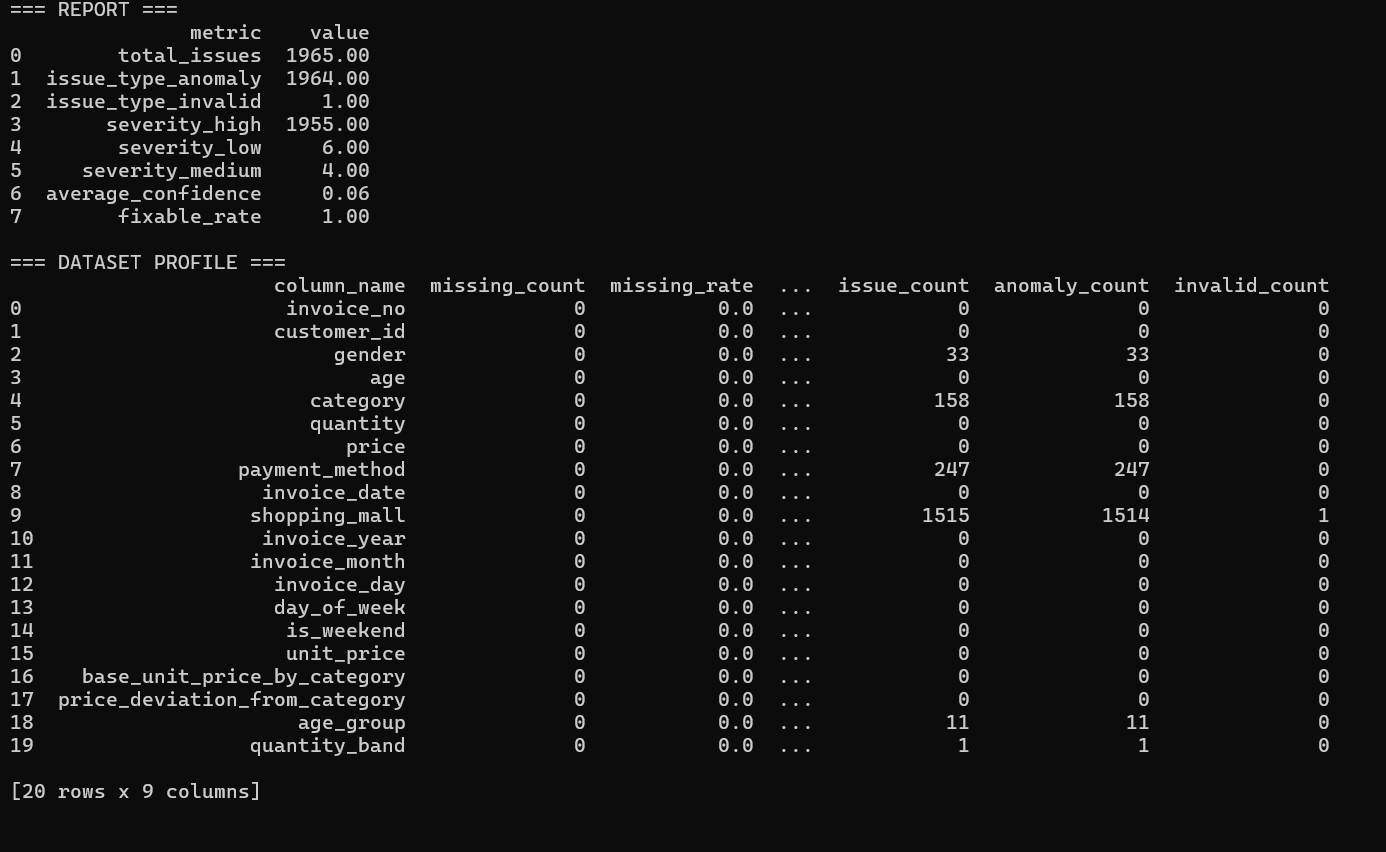 === REPORT ===
metric value
0 total_issues 1965.00
1 issue_type_anomaly 1964.00
2 issue_type_invalid 1.00
3 severity_high 1955.00
4 severity_low 6.00
5 severity_medium 4.00
6 average_confidence 0.06
7 fixable_rate 1.00
=== DATASET PROFILE ===
column_name missing_count missing_rate ... issue_count anomaly_count invalid_count
0 invoice_no 0 0.0 ... 0 0 0
1 customer_id 0 0.0 ... 0 0 0
2 gender 0 0.0 ... 33 33 0
3 age 0 0.0 ... 0 0 0
4 category 0 0.0 ... 158 158 0
5 quantity 0 0.0 ... 0 0 0
6 price 0 0.0 ... 0 0 0
7 payment_method 0 0.0 ... 247 247 0
8 invoice_date 0 0.0 ... 0 0 0
9 shopping_mall 0 0.0 ... 1515 1514 1
10 invoice_year 0 0.0 ... 0 0 0
11 invoice_month 0 0.0 ... 0 0 0
12 invoice_day 0 0.0 ... 0 0 0
13 day_of_week 0 0.0 ... 0 0 0
14 is_weekend 0 0.0 ... 0 0 0
15 unit_price 0 0.0 ... 0 0 0
16 base_unit_price_by_category 0 0.0 ... 0 0 0
17 price_deviation_from_category 0 0.0 ... 0 0 0
18 age_group 0 0.0 ... 11 11 0
19 quantity_band 0 0.0 ... 1 1 0
[20 rows x 9 columns]